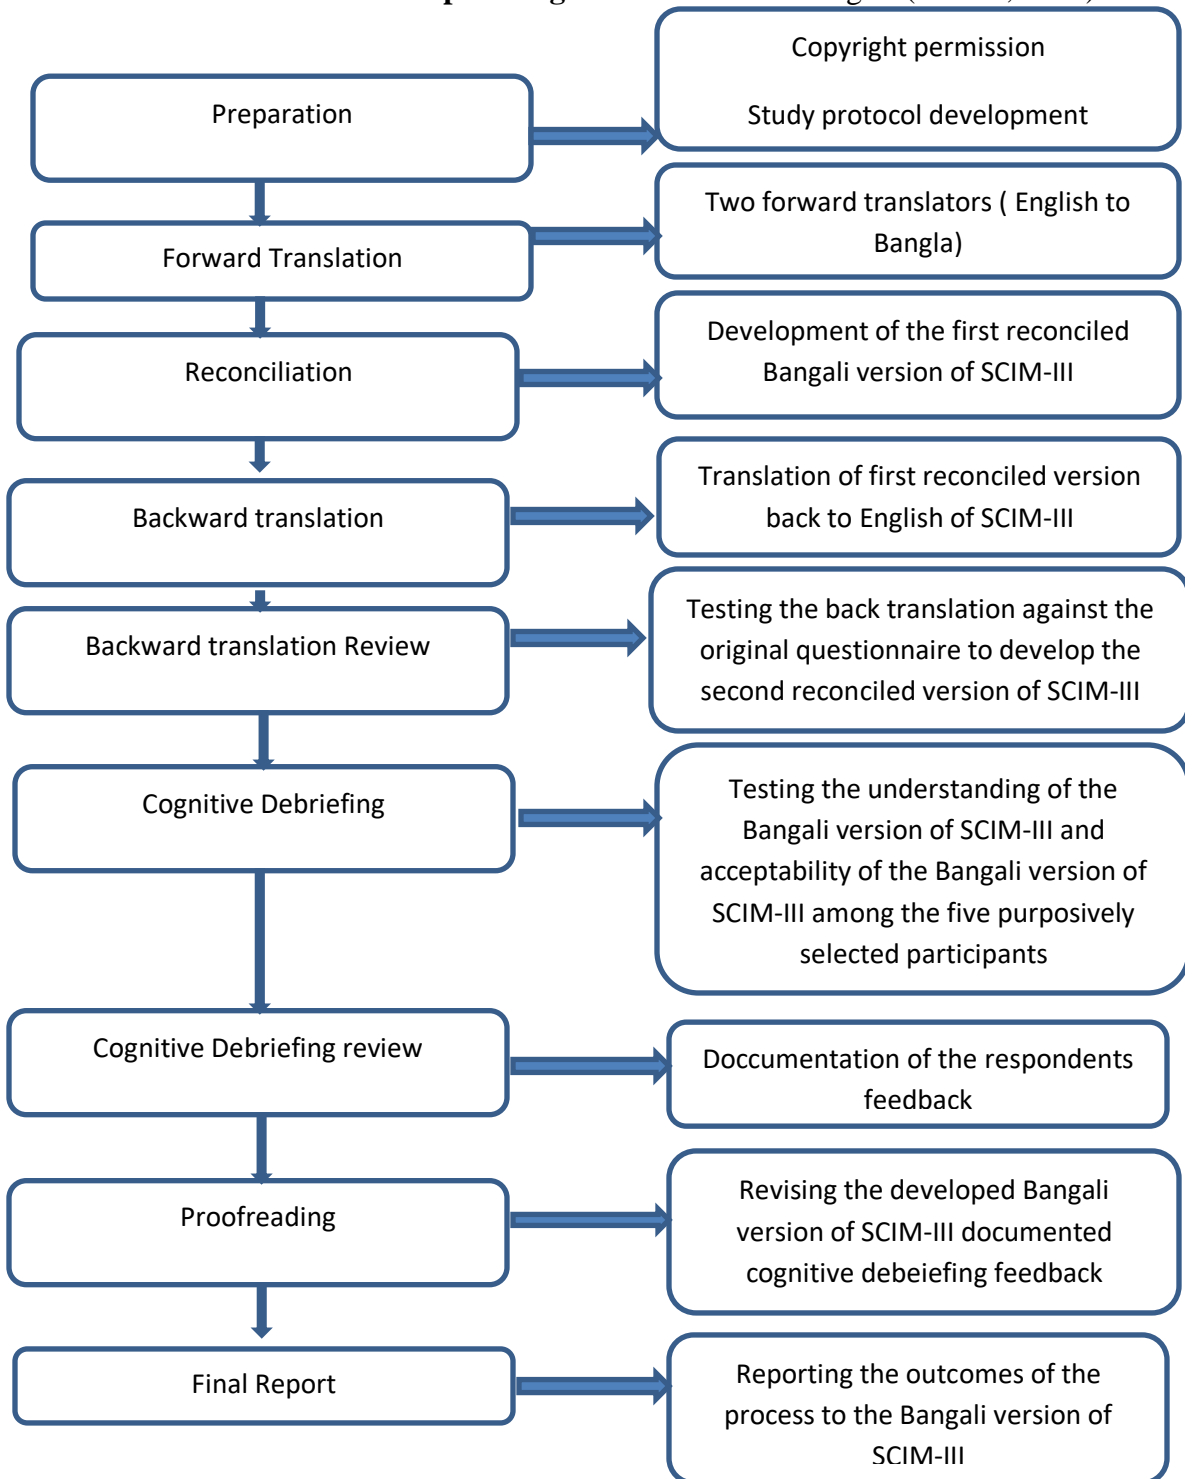 Copyright permission
Study protocol development
Preparation
Two forward translators ( English to
Bangla)
Forward Translation
Development of the first reconciled
Bangali version of SCIM-III
Reconciliation
Translation of first reconciled version
back to English of SCIM-III
Backward translation
Testing the back translation against the
original questionnaire to develop the
second reconciled version of SCIM-III
Backward translation Review
Testing the understanding of the
Bangali version of SCIM-III and
acceptability of the Bangali version of
SCIM-III among the five purposively
selected participants
Cognitive Debriefing
Cognitive Debriefing review
Doccumentation of the respondents
feedback
Proofreading
Revising the developed Bangali
version of SCIM-III documented
cognitive debeiefing feedback
Final Report
Reporting the outcomes of the
process to the Bangali version of
SCIM-III